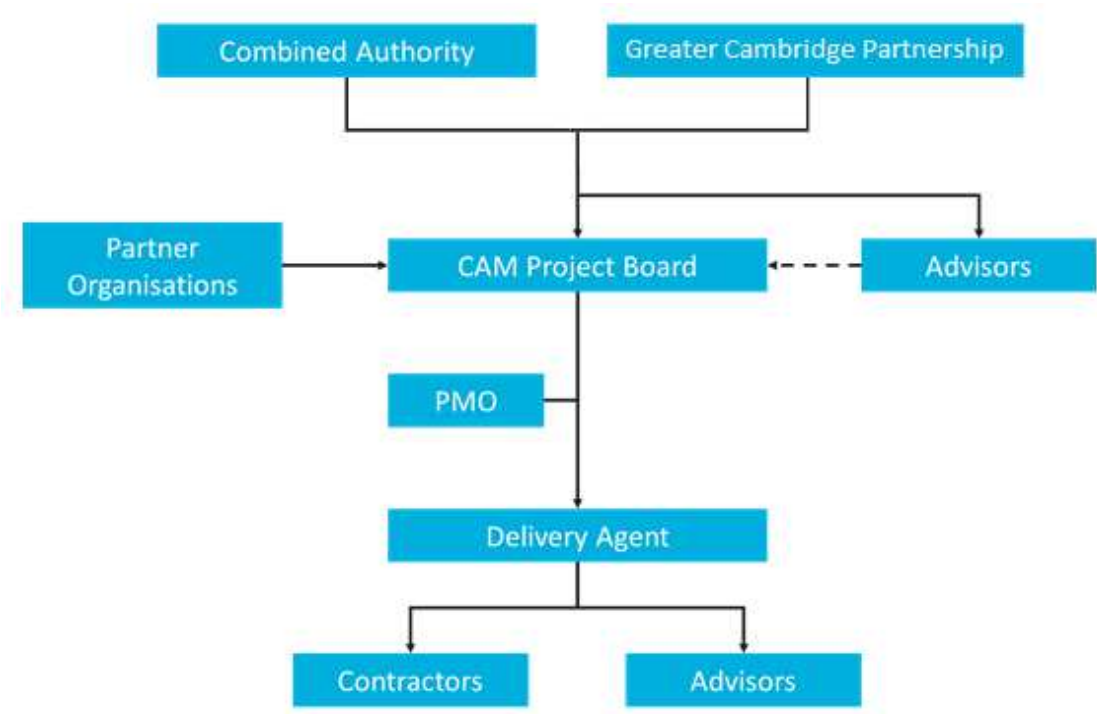 Combined Authority
Greater Cambridge Partnership
Partner
Organisations
CAM Project Board
Advisors
PMO
Delivery Agent
Contractors
Advisors